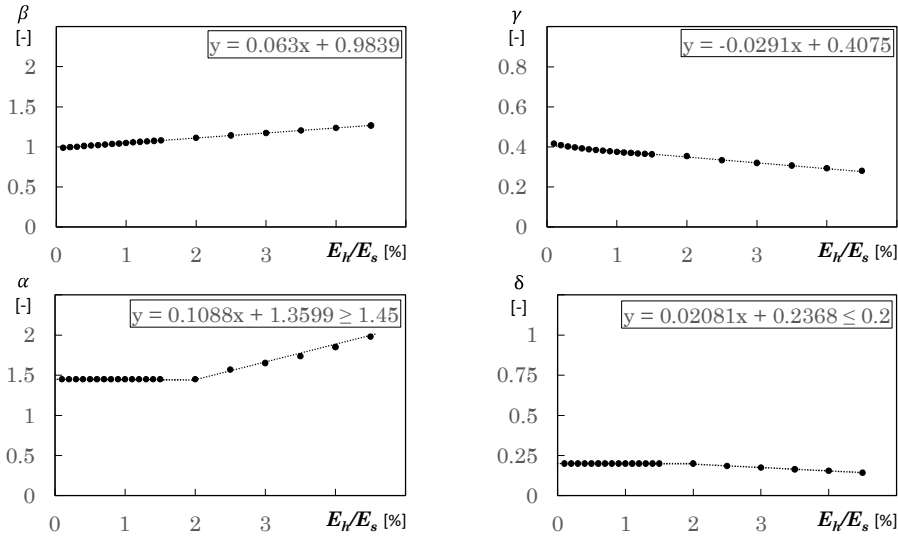 β
[-]
y = 0.063x + 0.9839
2
1.5
1
0.5
0
0 1 2 3 E_h/E_s [%]
γ
[-]
y = -0.0291x + 0.4075
0.8
0.6
0.4
0.2
0
0 1 2 3 E_h/E_s [%]
α
[-]
y = 0.1088x + 1.3599 ≥ 1.45
2
1.5
1
0.5
0
0 1 2 3 E_h/E_s [%]
δ
[-]
y = 0.02081x + 0.2368 ≤ 0.2
1
0.75
0.5
0.25
0
0 1 2 3 E_h/E_s [%]